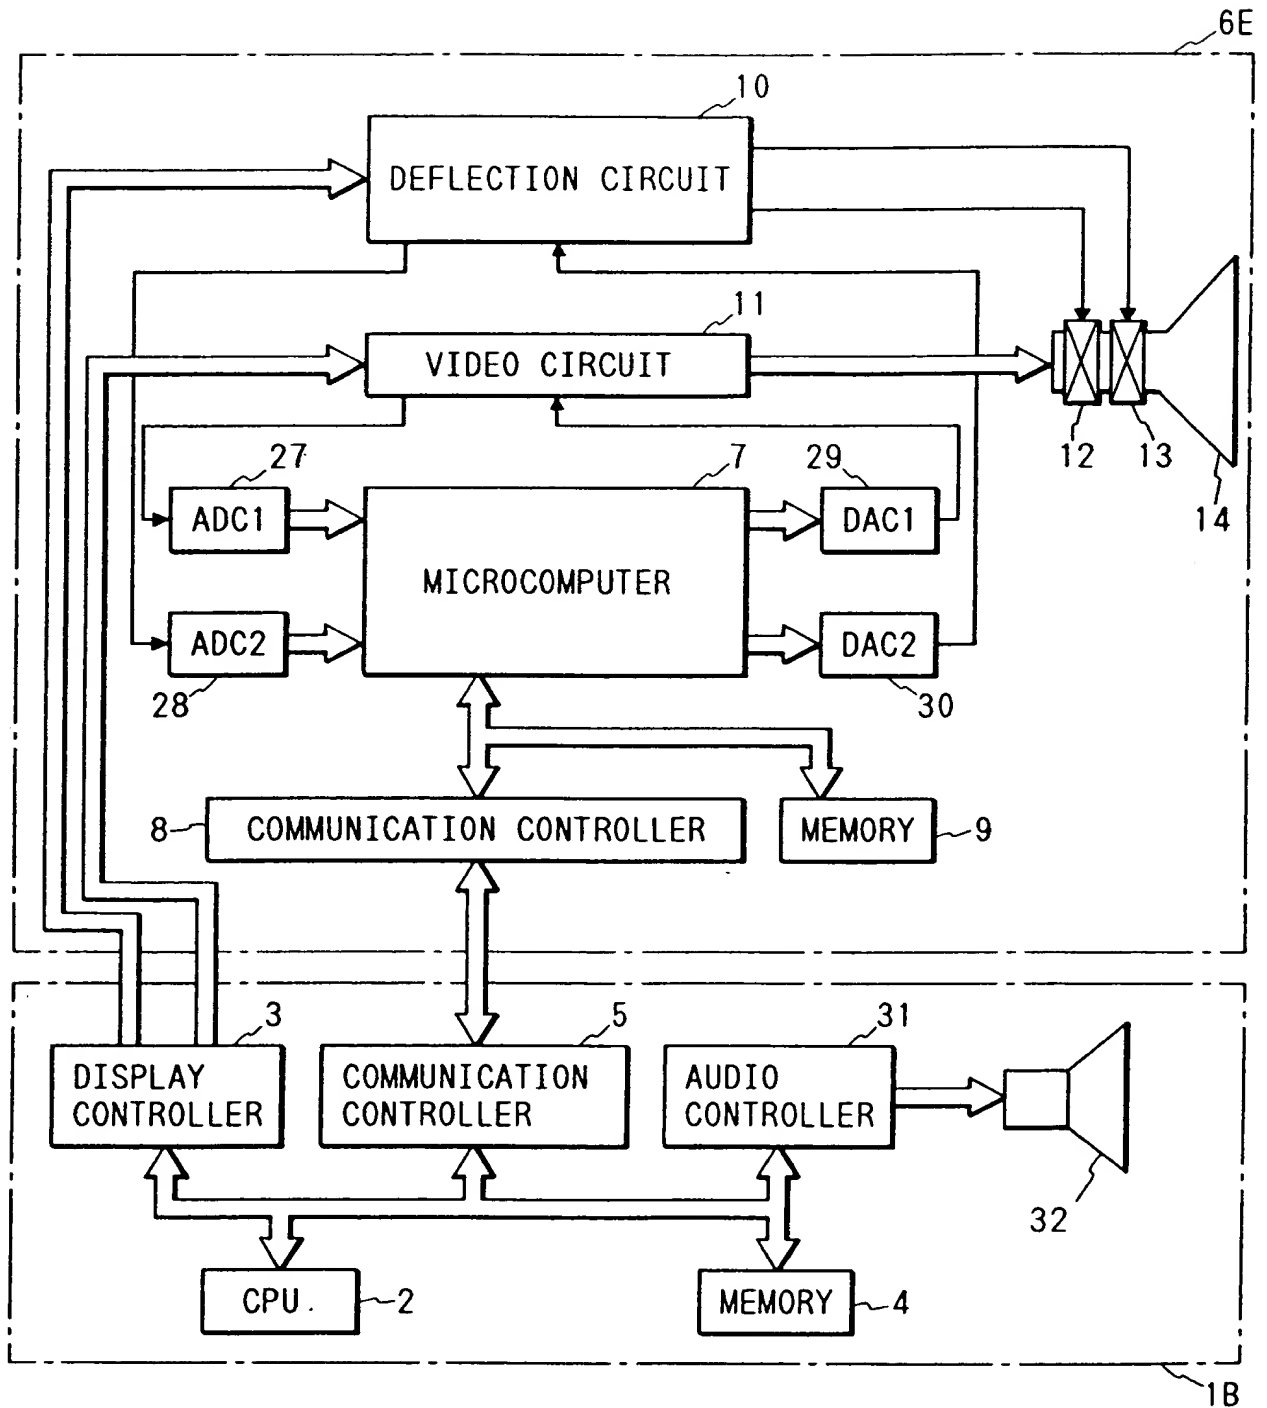 6E
10
DEFLECTION CIRCUIT
11
VIDEO CIRCUIT
12
13
14
27
7
29
ADC1
DAC1
MICROCOMPUTER
ADC2
DAC2
28
30
8
COMMUNICATION CONTROLLER
MEMORY
9
3
5
31
DISPLAY
CONTROLLER
COMMUNICATION
CONTROLLER
AUDIO
CONTROLLER
32
CPU.
2
MEMORY
4
1B